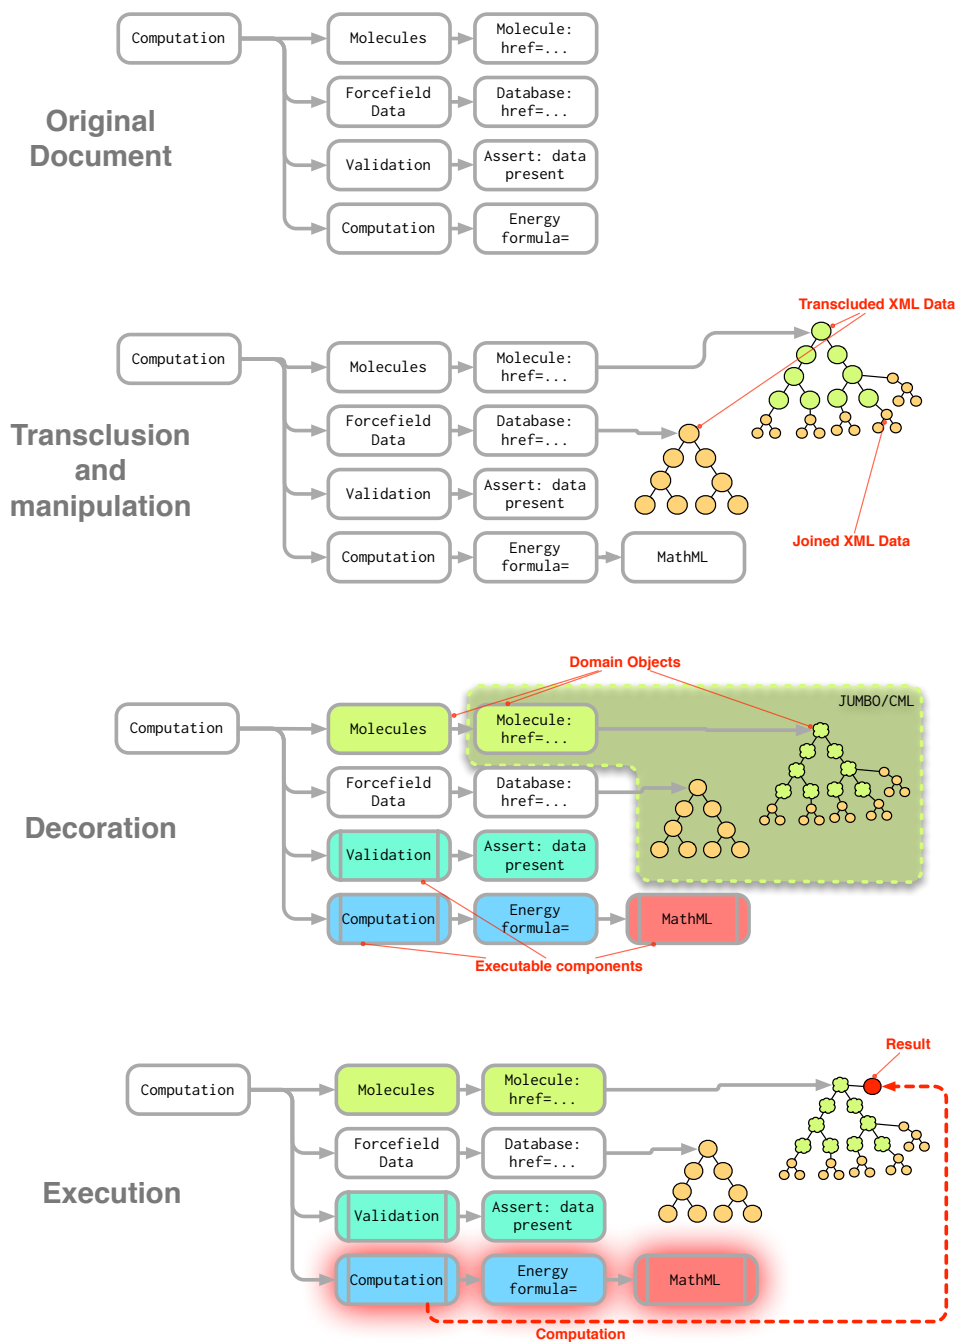 Computation
Molecules
Molecule:
href=...
Forcefield
Data
Database:
href=...
Original
Document
Validation
Assert: data
present
Computation
Energy
formula=
Transcluded XML Data
Computation
Molecules
Molecule:
href=...
Forcefield
Data
Database:
href=...
Transclusion
and
manipulation
Validation
Assert: data
present
Joined XML Data
Computation
Energy
formula=
MathML
Domain Objects
JUMBO/CML
Computation
Molecules
Molecule:
href=...
Forcefield
Data
Database:
href=...
Decoration
Validation
Assert: data
present
Computation
Energy
formula=
MathML
Executable components
Result
Computation
Molecules
Molecule:
href=...
Forcefield
Data
Database:
href=...
Execution
Validation
Assert: data
present
Computation
Energy
formula=
MathML
Computation